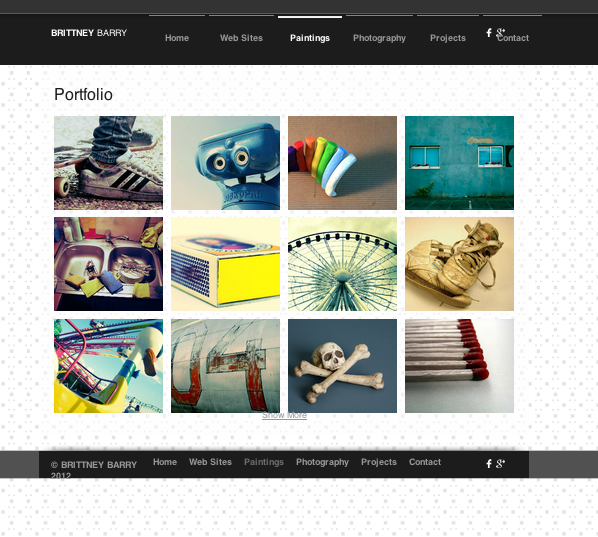 BRITTNEY BARRY
Home Web Sites Paintings Photography Projects Contact
Portfolio
04
Show More
© BRITTNEY BARRY
2012
Home Web Sites Paintings Photography Projects Contact